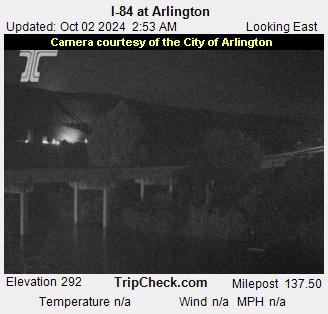 I-84 at Arlington
Updated: Oct 02 2024 2:53 AM Looking East
Camera courtesy of the City of Arlington
Elevation 292 TripCheck.com Milepost 137.50
Temperature n/a Wind n/a MPH n/a